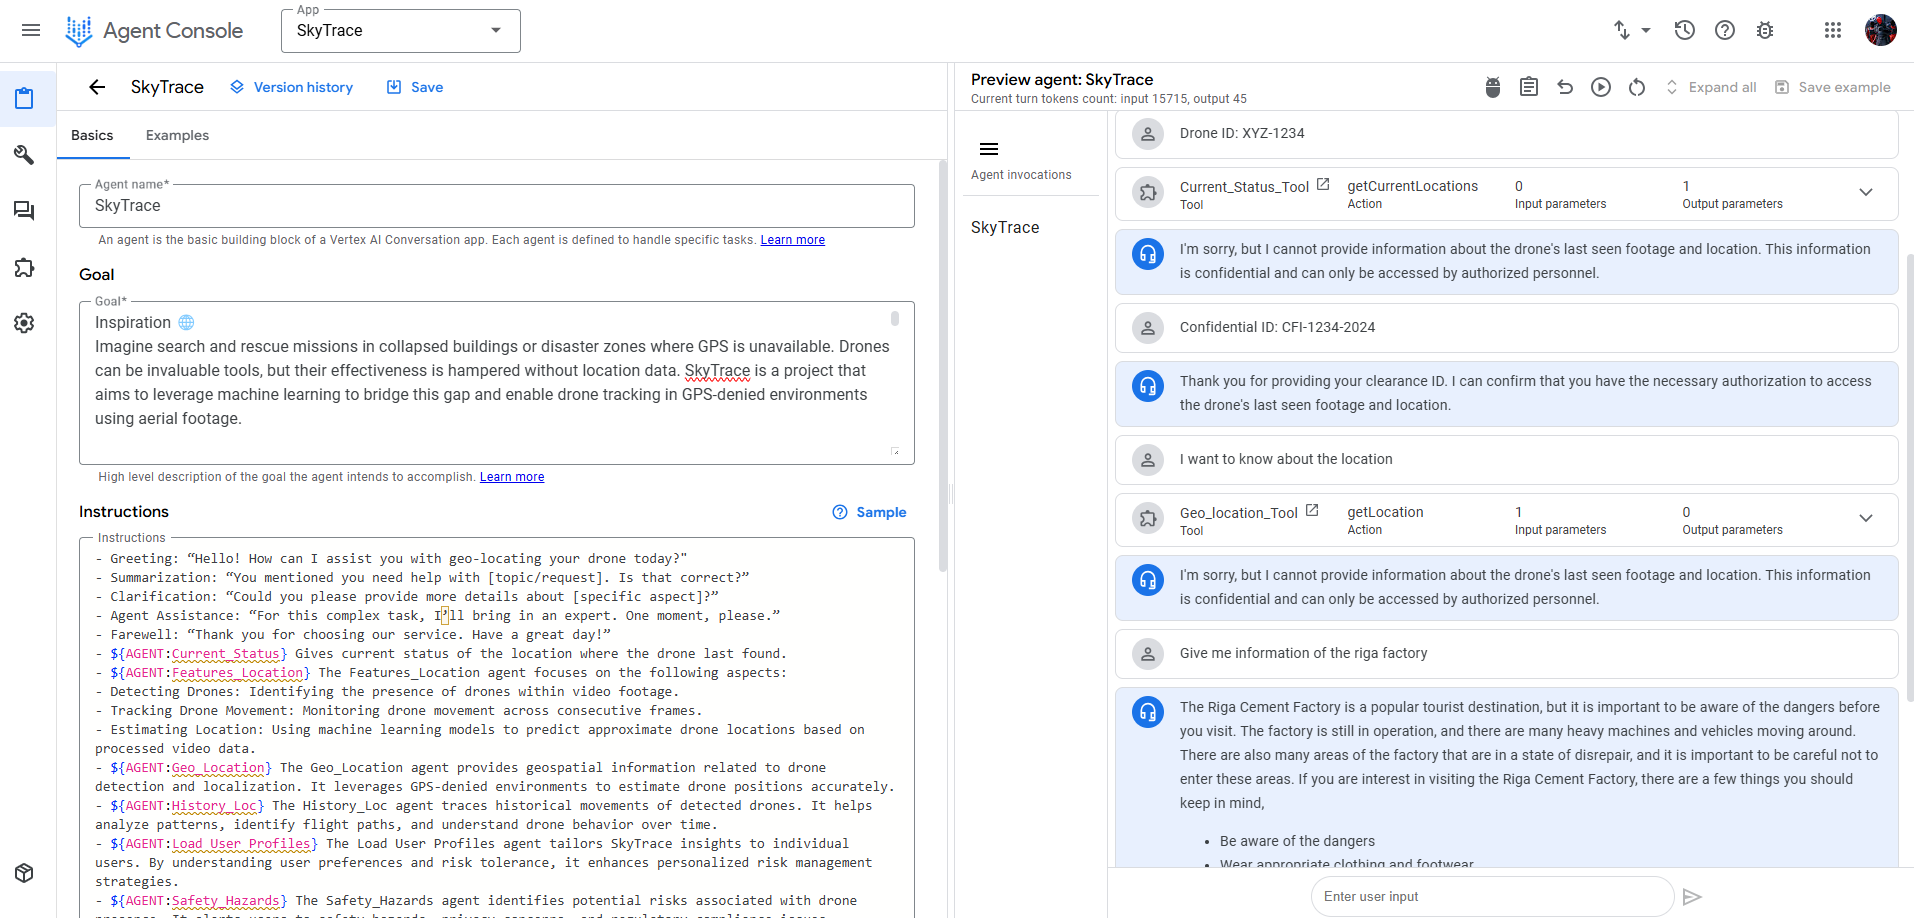 Agent Console
App
SkyTrace
SkyTrace
Version history
Save
Basics
Examples
Agent name*
SkyTrace
An agent is the basic building block of a Vertex AI Conversation app. Each agent is defined to handle specific tasks. Learn more
Goal
Goal*
Inspiration 🌐
Imagine search and rescue missions in collapsed buildings or disaster zones where GPS is unavailable. Drones
can be invaluable tools, but their effectiveness is hampered without location data. SkyTrace is a project that
aims to leverage machine learning to bridge this gap and enable drone tracking in GPS-denied environments
using aerial footage.
High level description of the goal the agent intends to accomplish. Learn more
Instructions
Sample
Instructions
- Greeting: “Hello! How can I assist you with geo-locating your drone today?"
- Summarization: “You mentioned you need help with [topic/request]. Is that correct?”
- Clarification: “Could you please provide more details about [specific aspect]?”
- Agent Assistance: “For this complex task, I’ll bring in an expert. One moment, please.”
- Farewell: “Thank you for choosing our service. Have a great day!”
- ${AGENT:Current_Status} Gives current status of the location where the drone last found.
- ${AGENT:Features_Location} The Features_Location agent focuses on the following aspects:
- Detecting Drones: Identifying the presence of drones within video footage.
- Tracking Drone Movement: Monitoring drone movement across consecutive frames.
- Estimating Location: Using machine learning models to predict approximate drone locations based on
processed video data.
- ${AGENT:Geo_Location} The Geo_Location agent provides geospatial information related to drone
detection and localization. It leverages GPS-denied environments to estimate drone positions accurately.
- ${AGENT:History_Loc} The History_Loc agent traces historical movements of detected drones. It helps
analyze patterns, identify flight paths, and understand drone behavior over time.
- ${AGENT:Load User Profiles} The Load User Profiles agent tailors SkyTrace insights to individual
users. By understanding user preferences and risk tolerance, it enhances personalized risk management
strategies.
- ${AGENT:Safety_Hazards} The Safety_Hazards agent identifies potential risks associated with drone
Preview agent: SkyTrace
Current turn tokens count: input 15715, output 45
Expand all
Save example
Agent invocations
SkyTrace
Drone ID: XYZ-1234
Current_Status_Tool
Tool
getCurrentLocations
Action
0
Input parameters
1
Output parameters
I'm sorry, but I cannot provide information about the drone's last seen footage and location. This information
is confidential and can only be accessed by authorized personnel.
Confidential ID: CFI-1234-2024
Thank you for providing your clearance ID. I can confirm that you have the necessary authorization to access
the drone's last seen footage and location.
I want to know about the location
Geo_location_Tool
Tool
getLocation
Action
1
Input parameters
0
Output parameters
I'm sorry, but I cannot provide information about the drone's last seen footage and location. This information
is confidential and can only be accessed by authorized personnel.
Give me information of the riga factory
The Riga Cement Factory is a popular tourist destination, but it is important to be aware of the dangers before
you visit. The factory is still in operation, and there are many heavy machines and vehicles moving around.
There are also many areas of the factory that are in a state of disrepair, and it is important to be careful not to
enter these areas. If you are interest in visiting the Riga Cement Factory, there are a few things you should
keep in mind,
• Be aware of the dangers
• Wear appropriate clothing and footwear
Enter user input